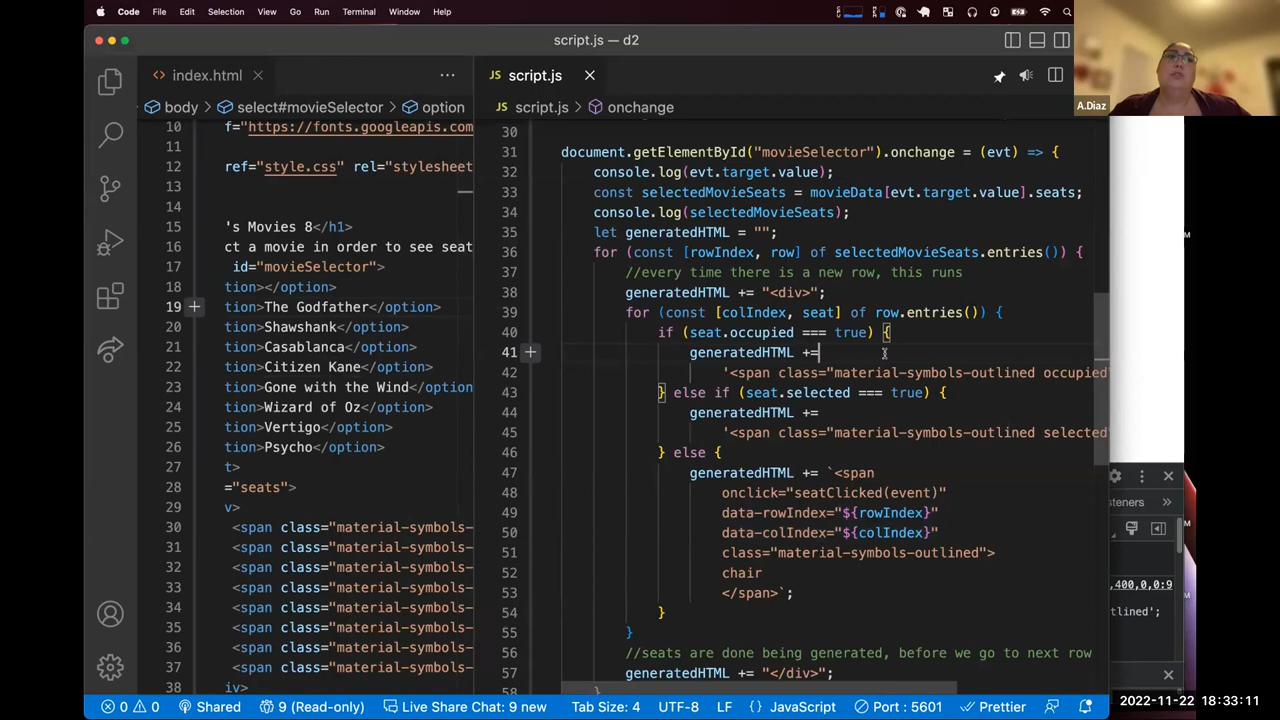 Code File Edit Selection View Go Run Terminal Window Help
script.js — d2
index.html
JS script.js
body > select#movieSelector > option
JS script.js > onchange
A.Diaz
10 f="https://fonts.googleapis.com
11
12 ref="style.css" rel="stylesheet
13
14
15 's Movies 8</h1>
16 ct a movie in order to see seat
17 id="movieSelector">
18 tion></option>
19 tion>The Godfather</option>
20 tion>Shawshank</option>
21 tion>Casablanca</option>
22 tion>Citizen Kane</option>
23 tion>Gone with the Wind</option>
24 tion>Wizard of Oz</option>
25 tion>Vertigo</option>
26 tion>Psycho</option>
27 t>
28 ="seats">
29 v>
30 <span class="material-symbols-
31 <span class="material-symbols-
32 <span class="material-symbols-
33 <span class="material-symbols-
34 <span class="material-symbols-
35 <span class="material-symbols-
36 <span class="material-symbols-
37 <span class="material-symbols-
38 iv>
30
31 document.getElementById("movieSelector").onchange = (evt) => {
32 console.log(evt.target.value);
33 const selectedMovieSeats = movieData[evt.target.value].seats;
34 console.log(selectedMovieSeats);
35 let generatedHTML = "";
36 for (const [rowIndex, row] of selectedMovieSeats.entries()) {
37 //every time there is a new row, this runs
38 generatedHTML += "<div>";
39 for (const [colIndex, seat] of row.entries()) {
40 if (seat.occupied === true) {
41 generatedHTML +=
42 '<span class="material-symbols-outlined occupied"
43 } else if (seat.selected === true) {
44 generatedHTML +=
45 '<span class="material-symbols-outlined selected"
46 } else {
47 generatedHTML += `<span
48 onclick="seatClicked(event)"
49 data-rowIndex="${rowIndex}"
50 data-colIndex="${colIndex}"
51 class="material-symbols-outlined">
52 chair
53 </span>`;
54 }
55 }
56 //seats are done being generated, before we go to next row
57 generatedHTML += "</div>";
58 }
M
isteners »
,400,0,0:9
M
tlined';
M
0 0 Shared 9 (Read-only) Live Share Chat: 9 new Tab Size: 4 UTF-8 LF JavaScript Port : 5601 Prettier
2022-11-22 18:33:11